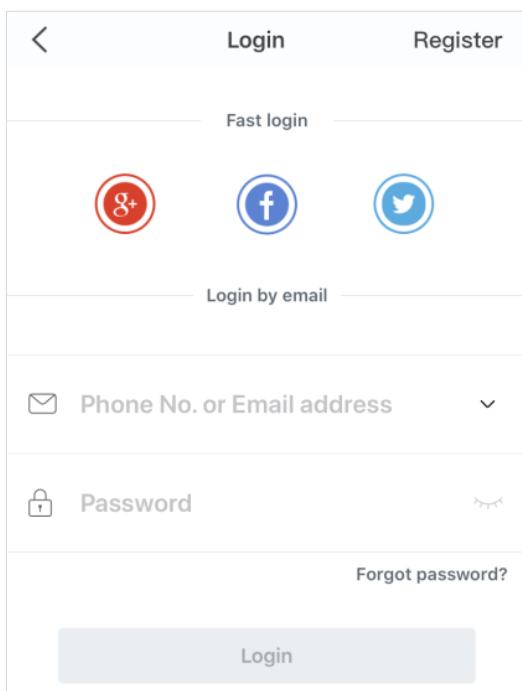 Login Register
Fast login
g+ f
Login by email
Phone No. or Email address
Password
Forgot password?
Login